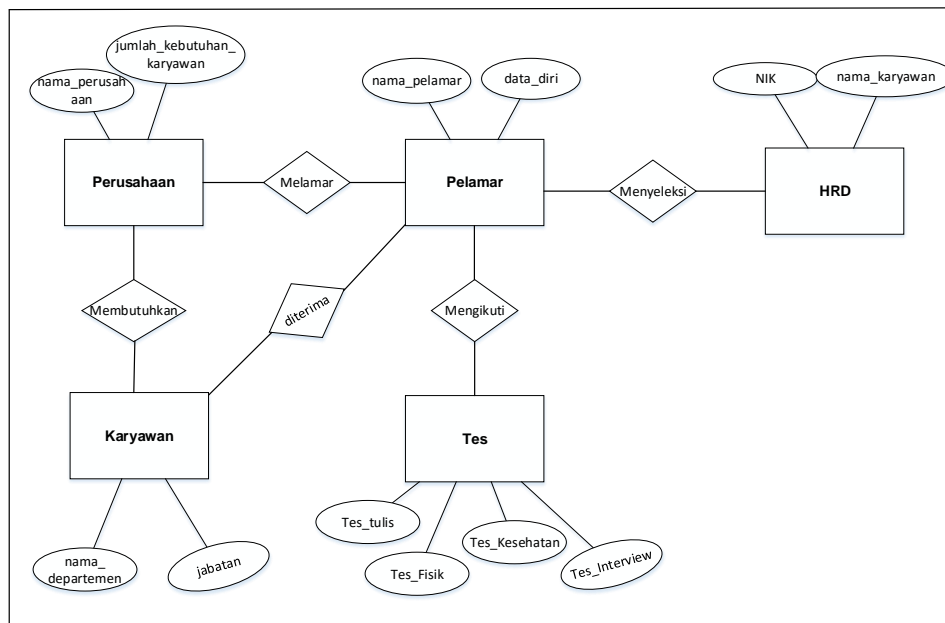 jumlah_kebutuhan_
karyawan
nama_perusah
aan
nama_pelamar
data_diri
NIK
nama_karyawan
Perusahaan
Melamar
Pelamar
Menyeleksi
HRD
Membutuhkan
diterima
Mengikuti
Karyawan
Tes
Tes_tulis
Tes_Kesehatan
nama_
departemen
jabatan
Tes_Fisik
Tes_Interview